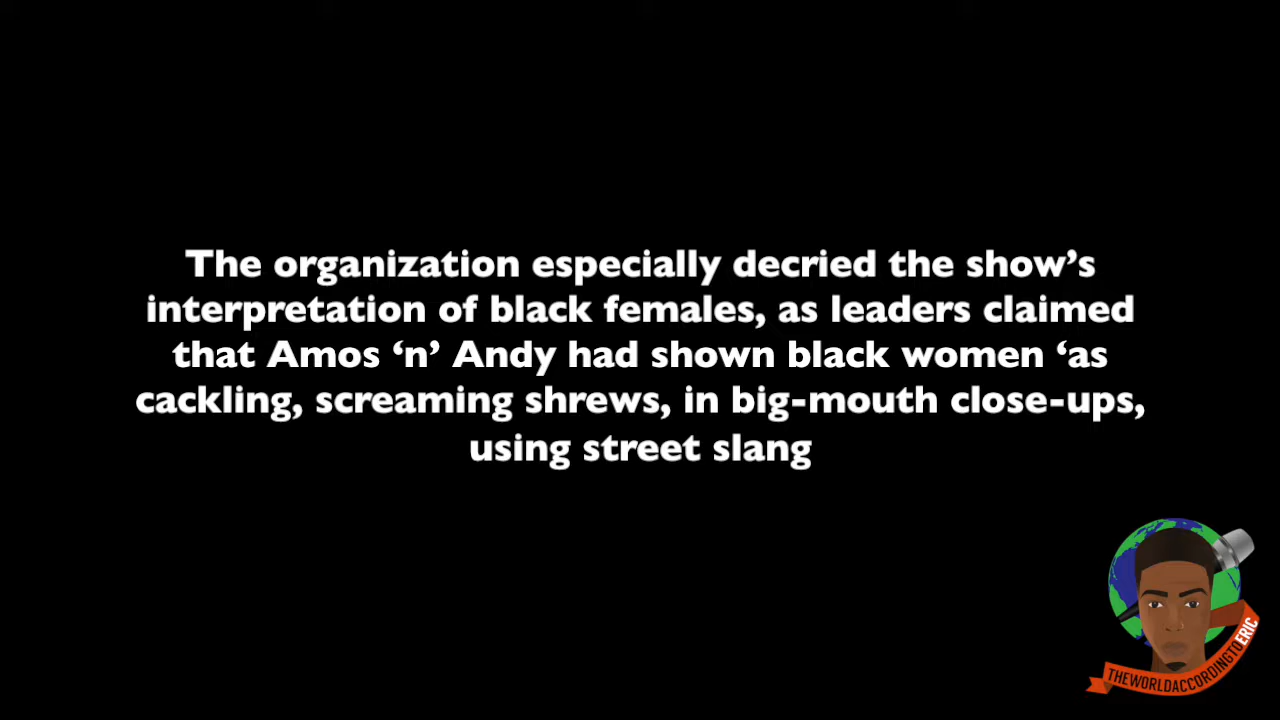 The organization especially decried the show’s
interpretation of black females, as leaders claimed
that Amos ‘n’ Andy had shown black women ‘as
cackling, screaming shrews, in big-mouth close-ups,
using street slang
THEWORLDACCORDINGTOERIC